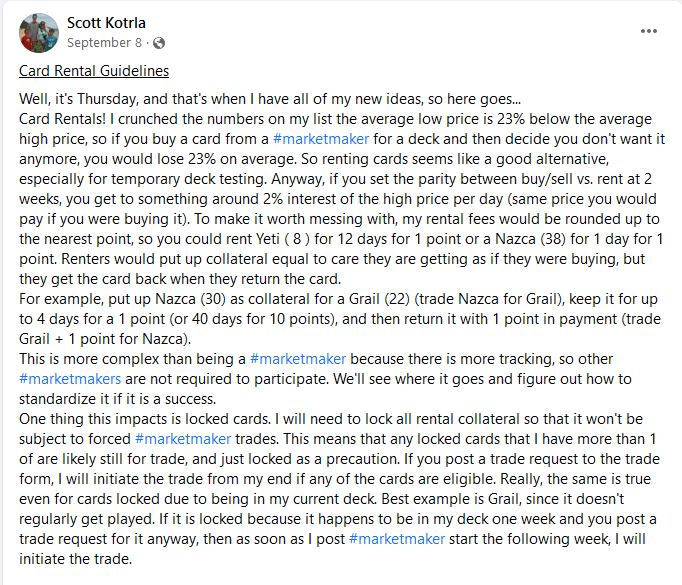 Scott Kotrla
September 8 ·
Card Rental Guidelines
Well, it's Thursday, and that's when I have all of my new ideas, so here goes...
Card Rentals! I crunched the numbers on my list the average low price is 23% below the average
high price, so if you buy a card from a #marketmaker for a deck and then decide you don't want it
anymore, you would lose 23% on average. So renting cards seems like a good alternative,
especially for temporary deck testing. Anyway, if you set the parity between buy/sell vs. rent at 2
weeks, you get to something around 2% interest of the high price per day (same price you would
pay if you were buying it). To make it worth messing with, my rental fees would be rounded up to
the nearest point, so you could rent Yeti ( 8 ) for 12 days for 1 point or a Nazca (38) for 1 day for 1
point. Renters would put up collateral equal to care they are getting as if they were buying, but
they get the card back when they return the card.
For example, put up Nazca (30) as collateral for a Grail (22) (trade Nazca for Grail), keep it for up
to 4 days for a 1 point (or 40 days for 10 points), and then return it with 1 point in payment (trade
Grail + 1 point for Nazca).
This is more complex than being a #marketmaker because there is more tracking, so other
#marketmakers are not required to participate. We'll see where it goes and figure out how to
standardize it if it is a success.
One thing this impacts is locked cards. I will need to lock all rental collateral so that it won't be
subject to forced #marketmaker trades. This means that any locked cards that I have more than 1
of are likely still for trade, and just locked as a precaution. If you post a trade request to the trade
form, I will initiate the trade from my end if any of the cards are eligible. Really, the same is true
even for cards locked due to being in my current deck. Best example is Grail, since it doesn't
regularly get played. If it is locked because it happens to be in my deck one week and you post a
trade request for it anyway, then as soon as I post #marketmaker start the following week, I will
initiate the trade.